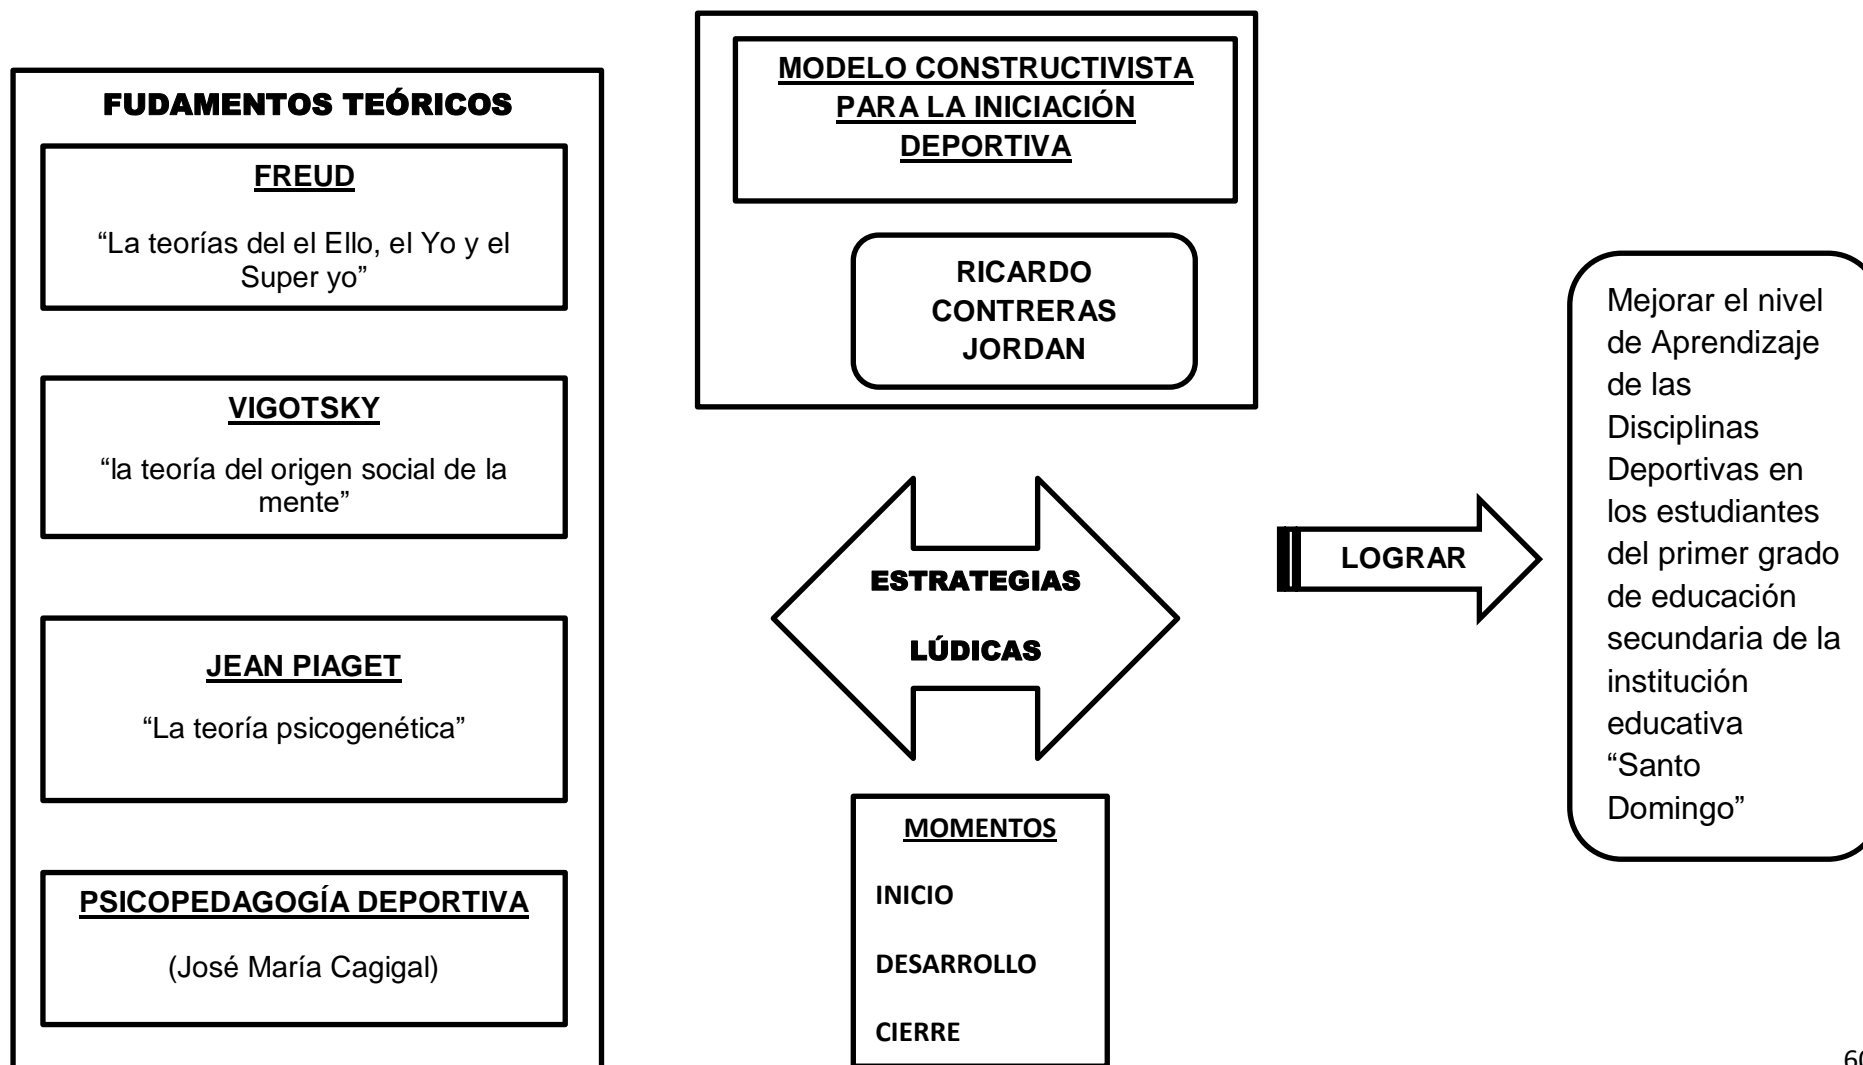 FUDAMENTOS TEÓRICOS
FREUD
“La teorías del el Ello, el Yo y el
Super yo”
VIGOTSKY
“la teoría del origen social de la
mente”
JEAN PIAGET
“La teoría psicogenética”
PSICOPEDAGOGÍA DEPORTIVA
(José María Cagigal)
MODELO CONSTRUCTIVISTA
PARA LA INICIACIÓN
DEPORTIVA
RICARDO
CONTRERAS
JORDAN
ESTRATEGIAS
LÚDICAS
MOMENTOS
INICIO
DESARROLLO
CIERRE
LOGRAR
Mejorar el nivel
de Aprendizaje
de las
Disciplinas
Deportivas en
los estudiantes
del primer grado
de educación
secundaria de la
institución
educativa
“Santo
Domingo”
60